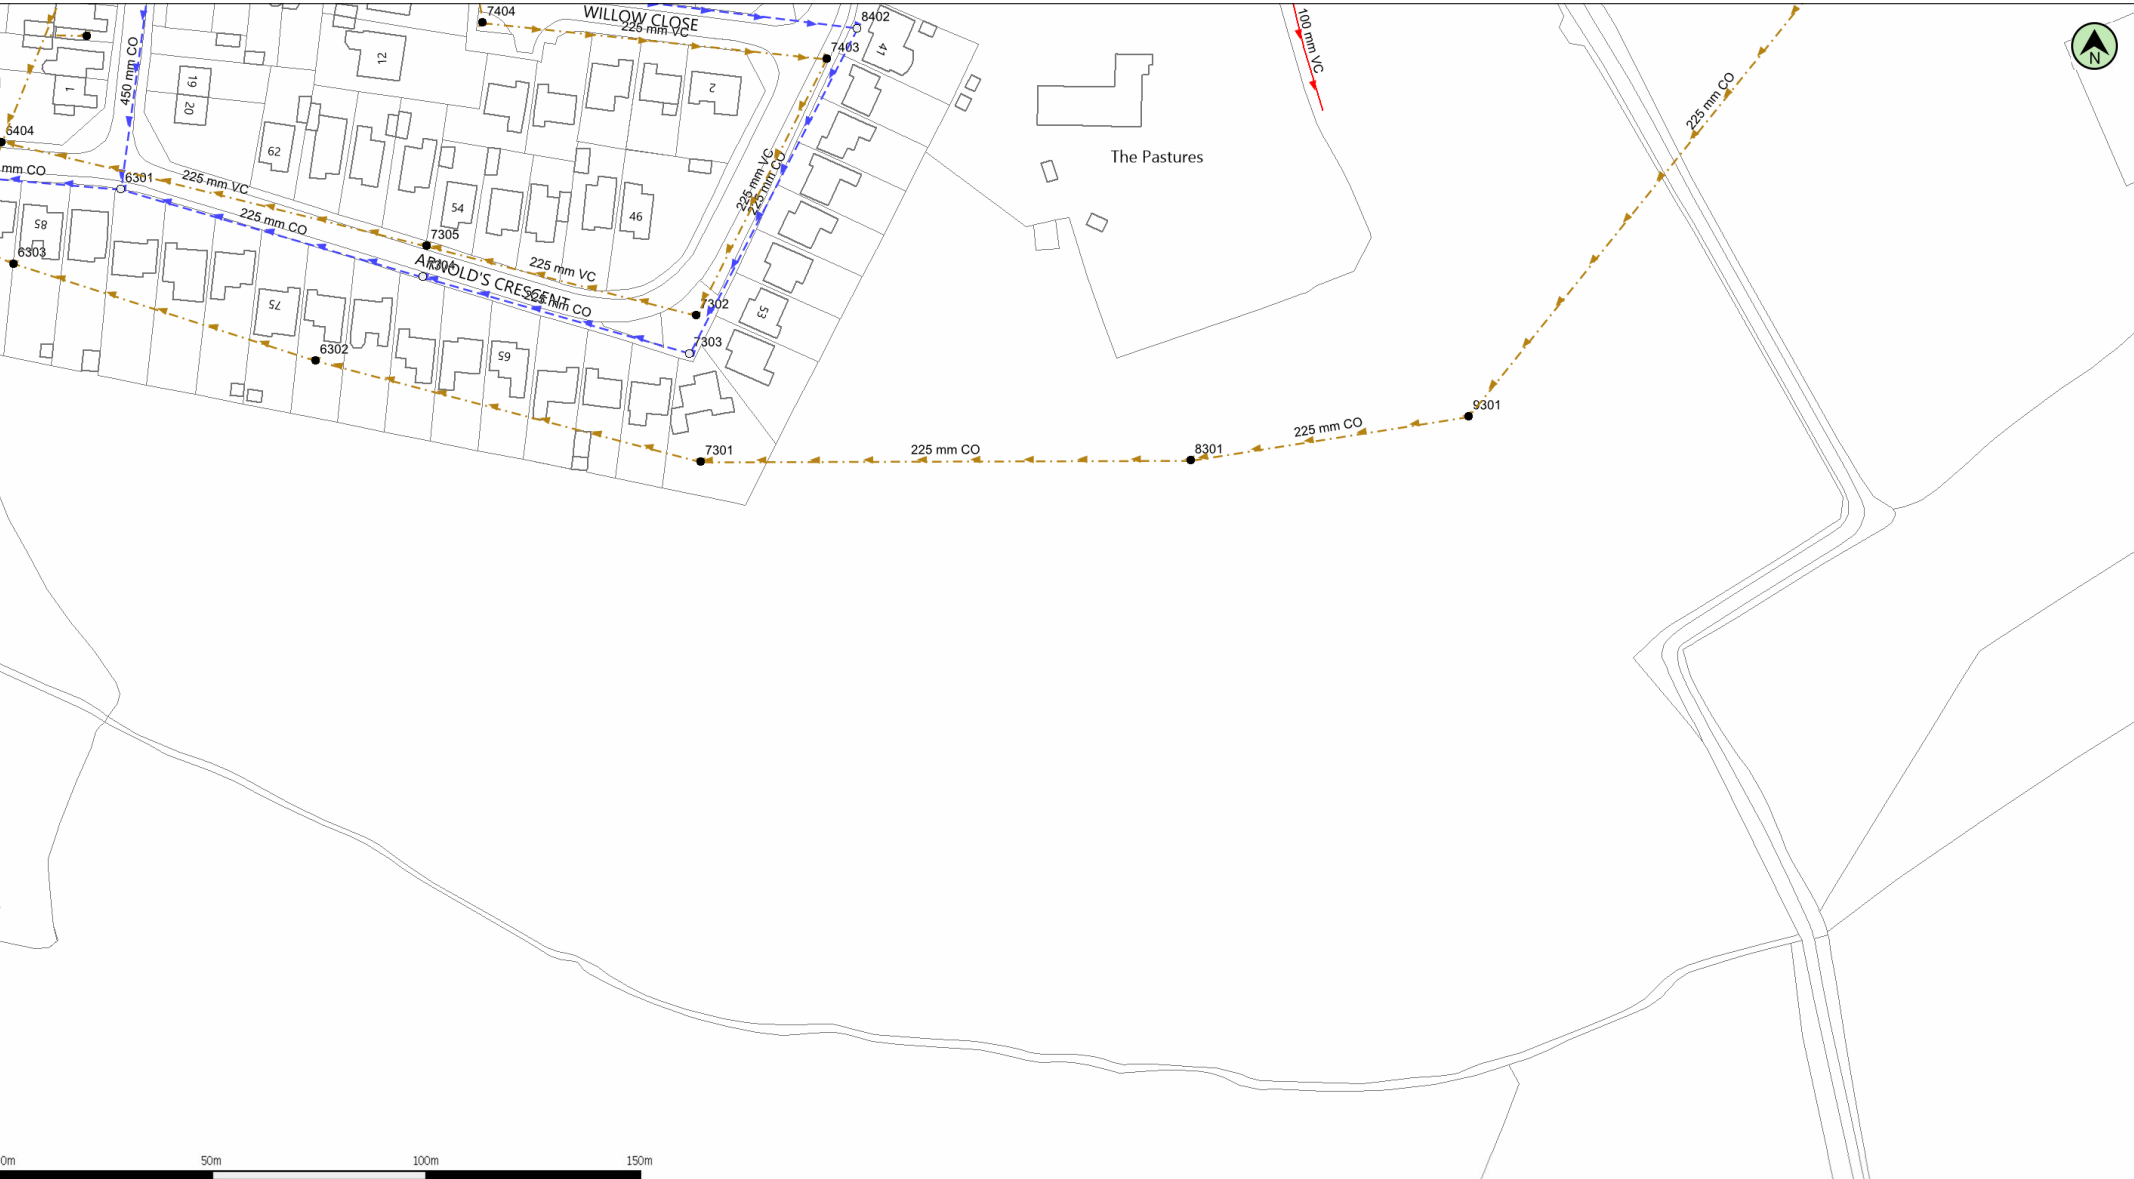 7404
WILLOW CLOSE
225 mm VC
8402
41
7403
100 mm VC
N
225 mm CO
450 mm CO
21
1
19
20
2
6404
62
The Pastures
mm CO
6301
225 mm VC
225 mm VC
225 mm CO
54
46
85
225 mm CO
7305
6303
ARNOLD'S CRESCENT
7304
225 mm VC
225 mm CO
7302
75
53
7303
6302
65
9301
225 mm CO
7301
225 mm CO
8301
0m
50m
100m
150m